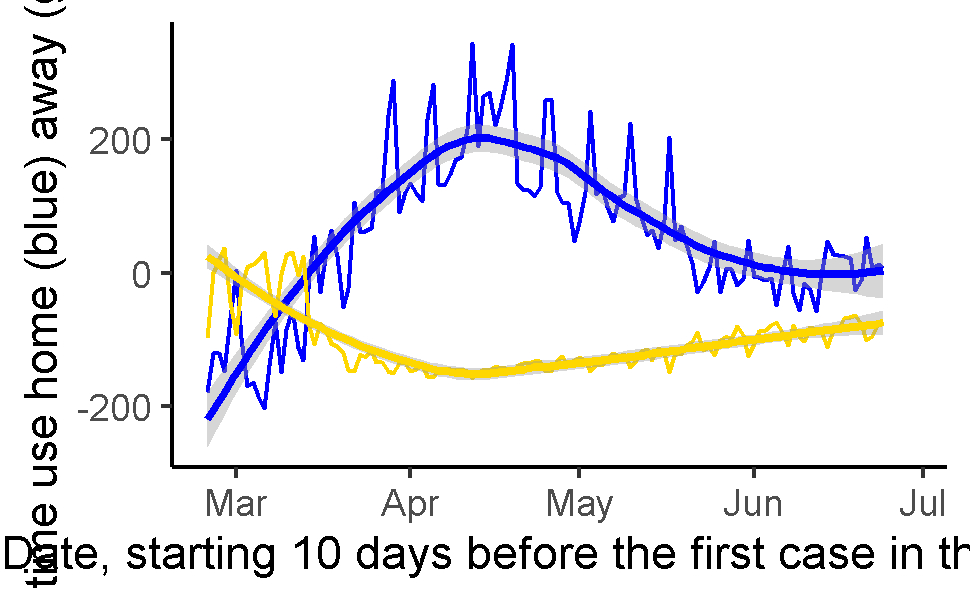 time use home (blue) away (
200
0
-200
Mar Apr May Jun Jul
Date, starting 10 days before the first case in th